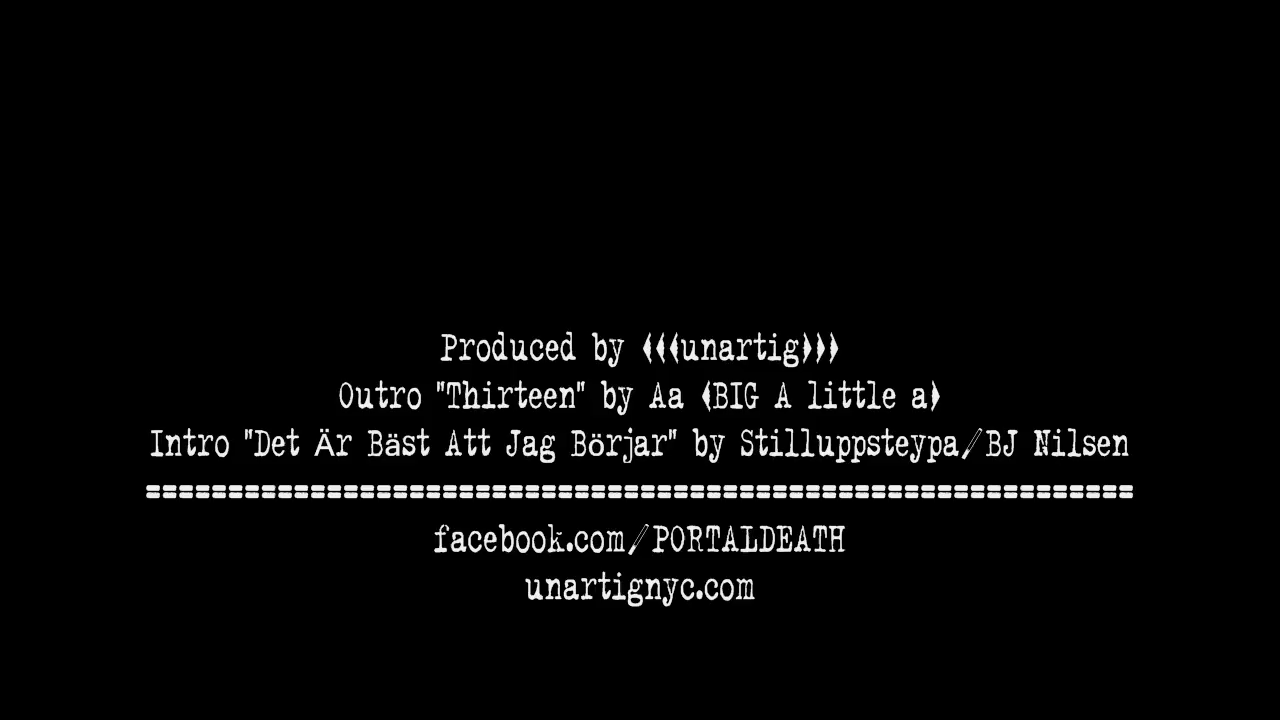 Produced by (((unartig)))
Outro "Thirteen" by Aa (BIG A little a)
Intro "Det Är Bäst Att Jag Börjar" by Stilluppsteypa/BJ Nilsen
============================================================
facebook.com/PORTALDEATH
unartignyc.com